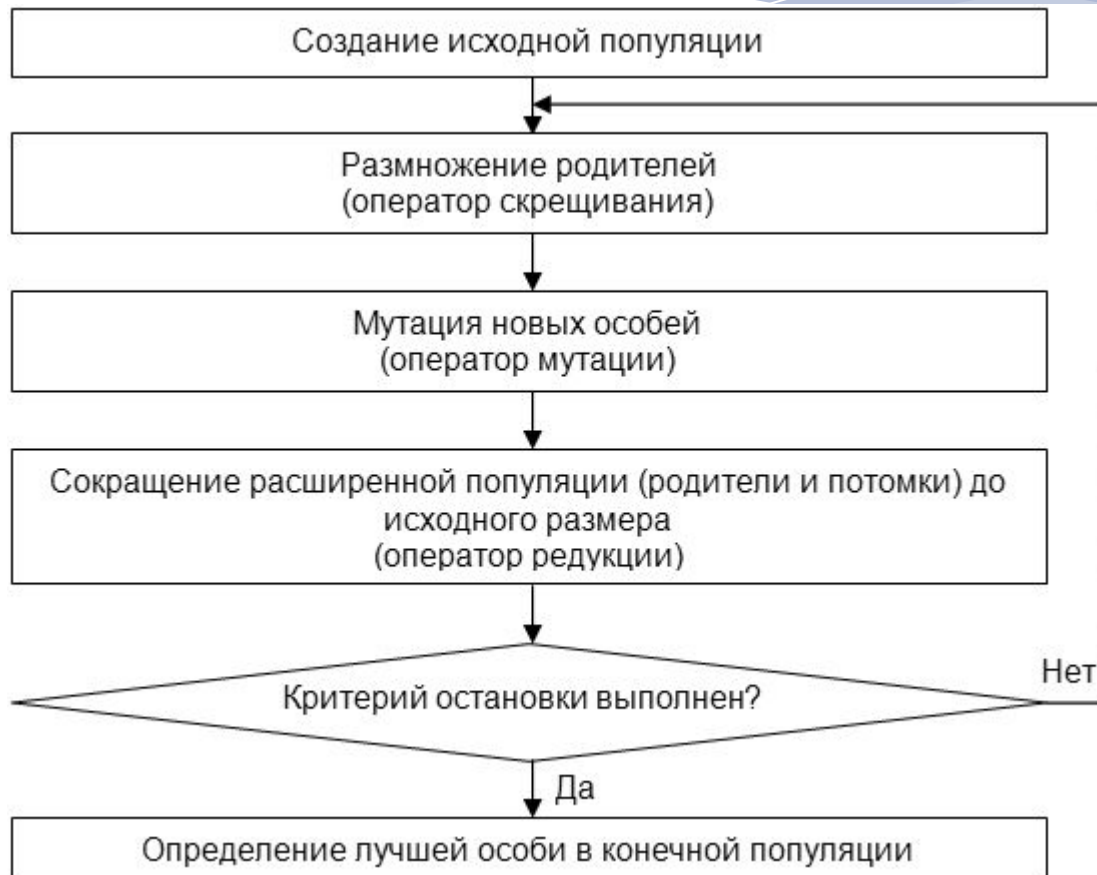 Создание исходной популяции
Размножение родителей
(оператор скрещивания)
Мутация новых особей
(оператор мутации)
Сокращение расширенной популяции (родители и потомки) до
исходного размера
(оператор редукции)
Критерий остановки выполнен?
Нет
Да
Определение лучшей особи в конечной популяции